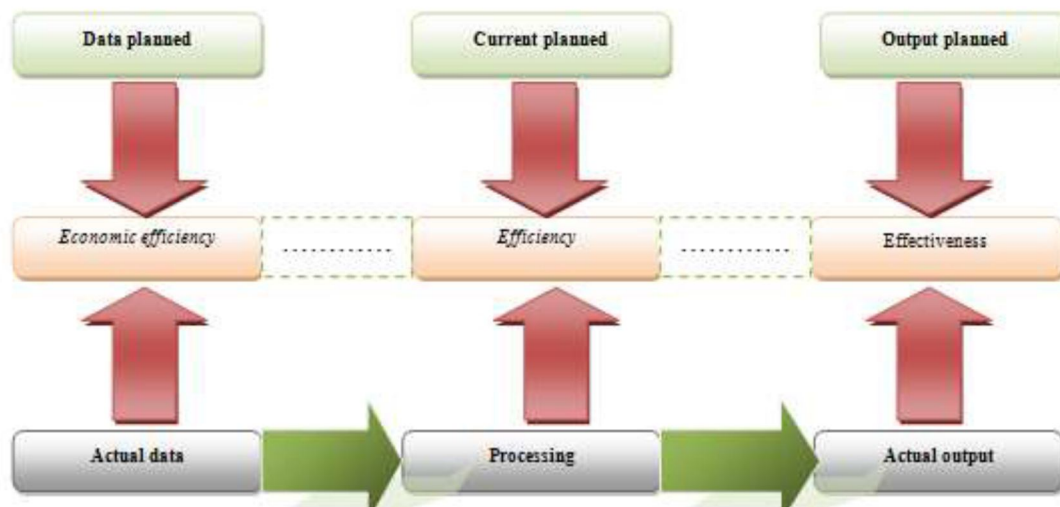 Data planned
Current planned
Output planned
Economic efficiency
...........
Efficiency
...........
Effectiveness
Actual data
Processing
Actual output